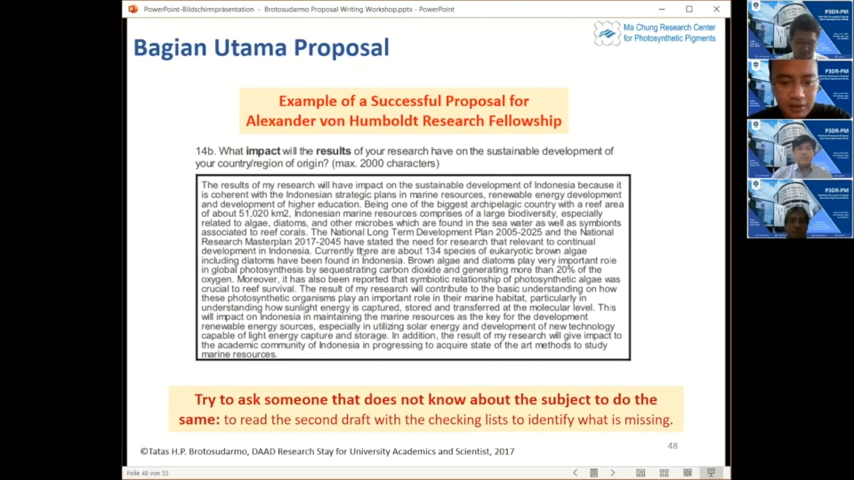 PowerPoint-Bildschirmpräsentation - Brotosudarmo Proposal Writing Workshop.pptx - PowerPoint
Bagian Utama Proposal
Ma Chung Research Center
for Photosynthetic Pigments
Example of a Successful Proposal for
Alexander von Humboldt Research Fellowship
14b. What impact will the results of your research have on the sustainable development of
your country/region of origin? (max. 2000 characters)
The results of my research will have impact on the sustainable development of Indonesia because it
is coherent with the Indonesian strategic plans in marine resources, renewable energy development
and development of higher education. Being one of the biggest archipelagic country with a reef area
of about 51,020 km2, Indonesian marine resources comprises of a large biodiversity, especially
related to algae, diatoms, and other microbes which are found in the sea water as well as symbionts
associated to reef corals. The National Long Term Development Plan 2005-2025 and the National
Research Masterplan 2017-2045 have stated the need for research that relevant to continual
development in Indonesia. Currently there are about 134 species of eukaryotic brown algae
including diatoms have been found in Indonesia. Brown algae and diatoms play very important role
in global photosynthesis by sequestrating carbon dioxide and generating more than 20% of the
oxygen. Moreover, it has also been reported that symbiotic relationship of photosynthetic algae was
crucial to reef survival. The result of my research will contribute to the basic understanding on how
these photosynthetic organisms play an important role in their marine habitat, particularly in
understanding how sunlight energy is captured, stored and transferred at the molecular level. This
will impact on Indonesia in maintaining the marine resources as the key for the development
renewable energy sources, especially in utilizing solar energy and development of new technology
capable of light energy capture and storage. In addition, the result of my research will give impact to
the academic community of Indonesia in progressing to acquire state of the art methods to study
marine resources.
Try to ask someone that does not know about the subject to do the
same: to read the second draft with the checking lists to identify what is missing.
48
©Tatas H.P. Brotosudarmo, DAAD Research Stay for University Academics and Scientist, 2017
Folie 48 von 55
P3DR-PM
P3DR-PM
P3DR-PM
P3DR-PM